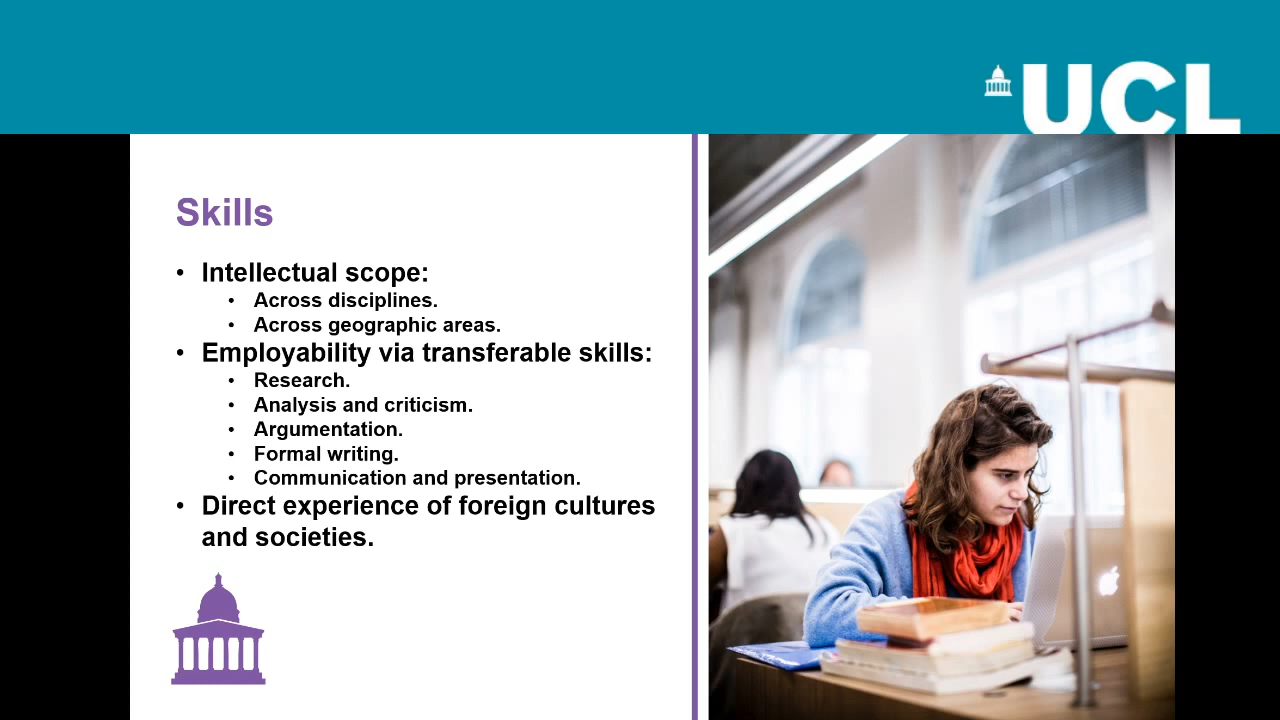 UCL
Skills
• Intellectual scope:
• Across disciplines.
• Across geographic areas.
• Employability via transferable skills:
• Research.
• Analysis and criticism.
• Argumentation.
• Formal writing.
• Communication and presentation.
• Direct experience of foreign cultures
and societies.